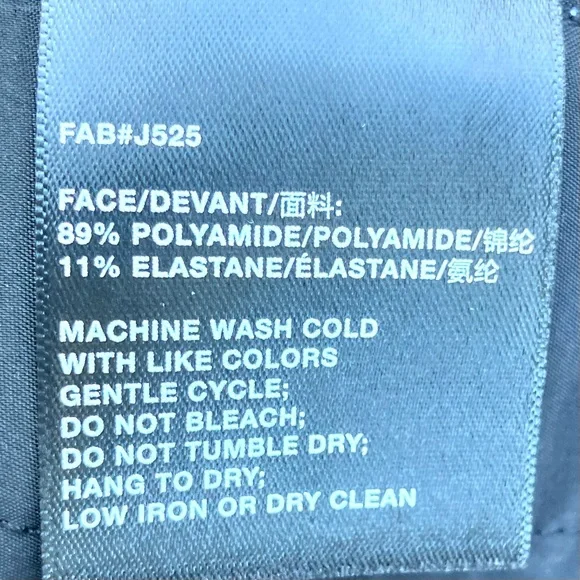 FAB#J525
FACE/DEVANT/面料:
89% POLYAMIDE/POLYAMIDE/锦纶
11% ELASTANE/ÉLASTANE/氨纶
MACHINE WASH COLD
WITH LIKE COLORS
GENTLE CYCLE;
DO NOT BLEACH;
DO NOT TUMBLE DRY;
HANG TO DRY;
LOW IRON OR DRY CLEAN